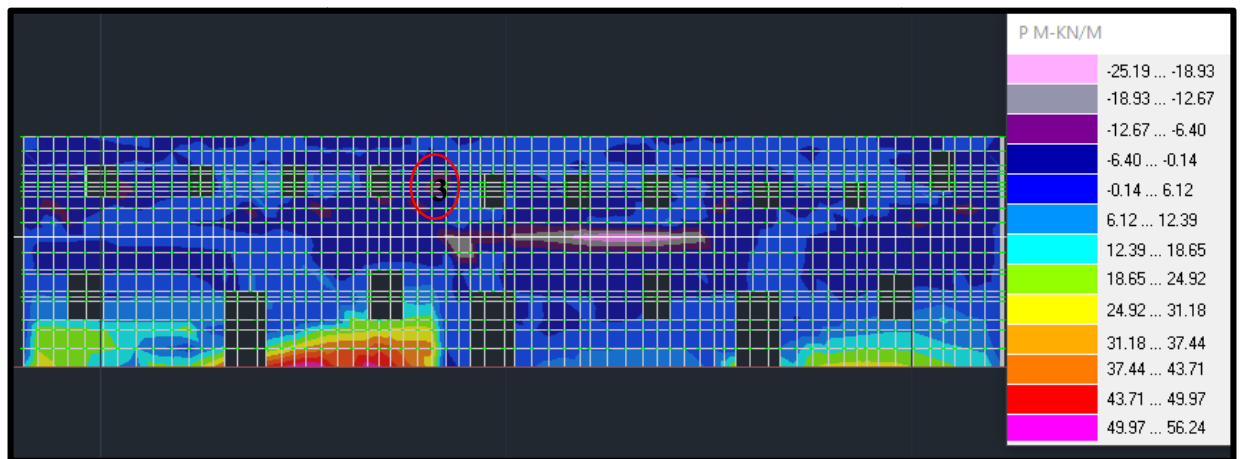 P M-KN/M
-25.19 ... -18.93
-18.93 ... -12.67
-12.67 ... -6.40
-6.40 ... -0.14
-0.14 ... 6.12
6.12 ... 12.39
12.39 ... 18.65
18.65 ... 24.92
24.92 ... 31.18
31.18 ... 37.44
37.44 ... 43.71
43.71 ... 49.97
49.97 ... 56.24
3